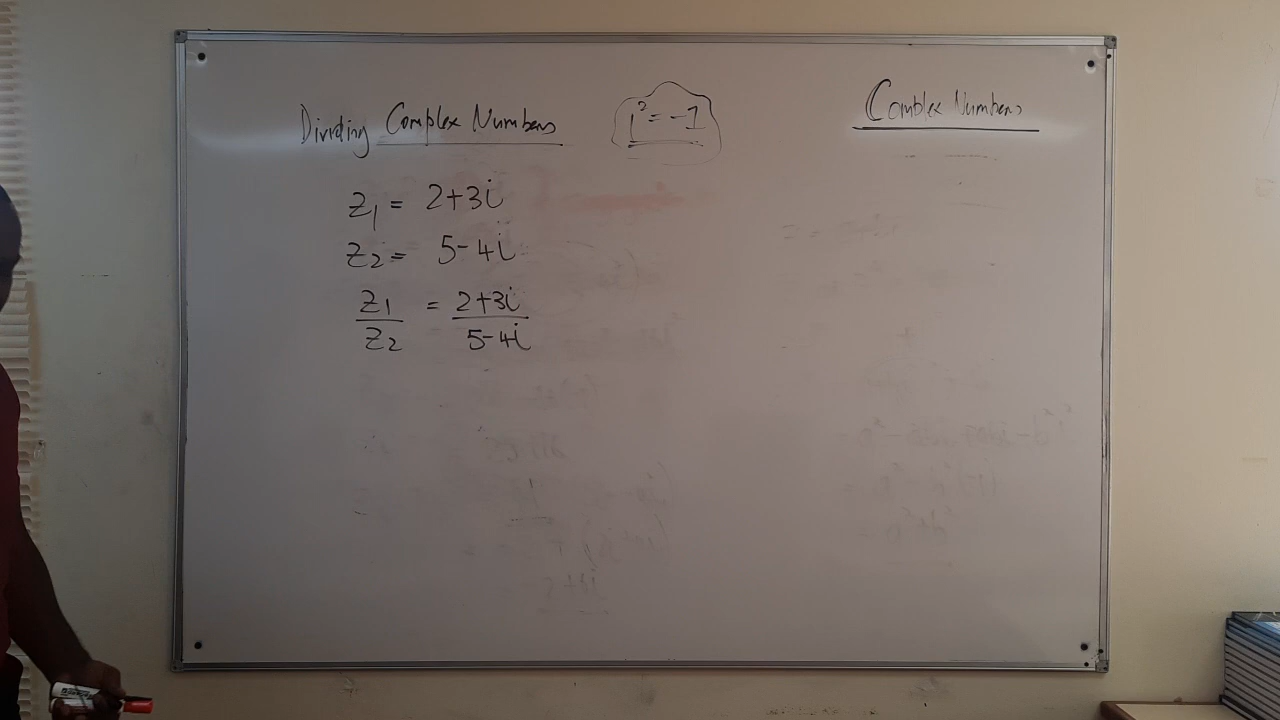 Dividing Complex Numbers
i² = -1
Complex Numbers
z₁ = 2+3i
z₂ = 5-4i
z₁/z₂ = 2+3i/5-4i